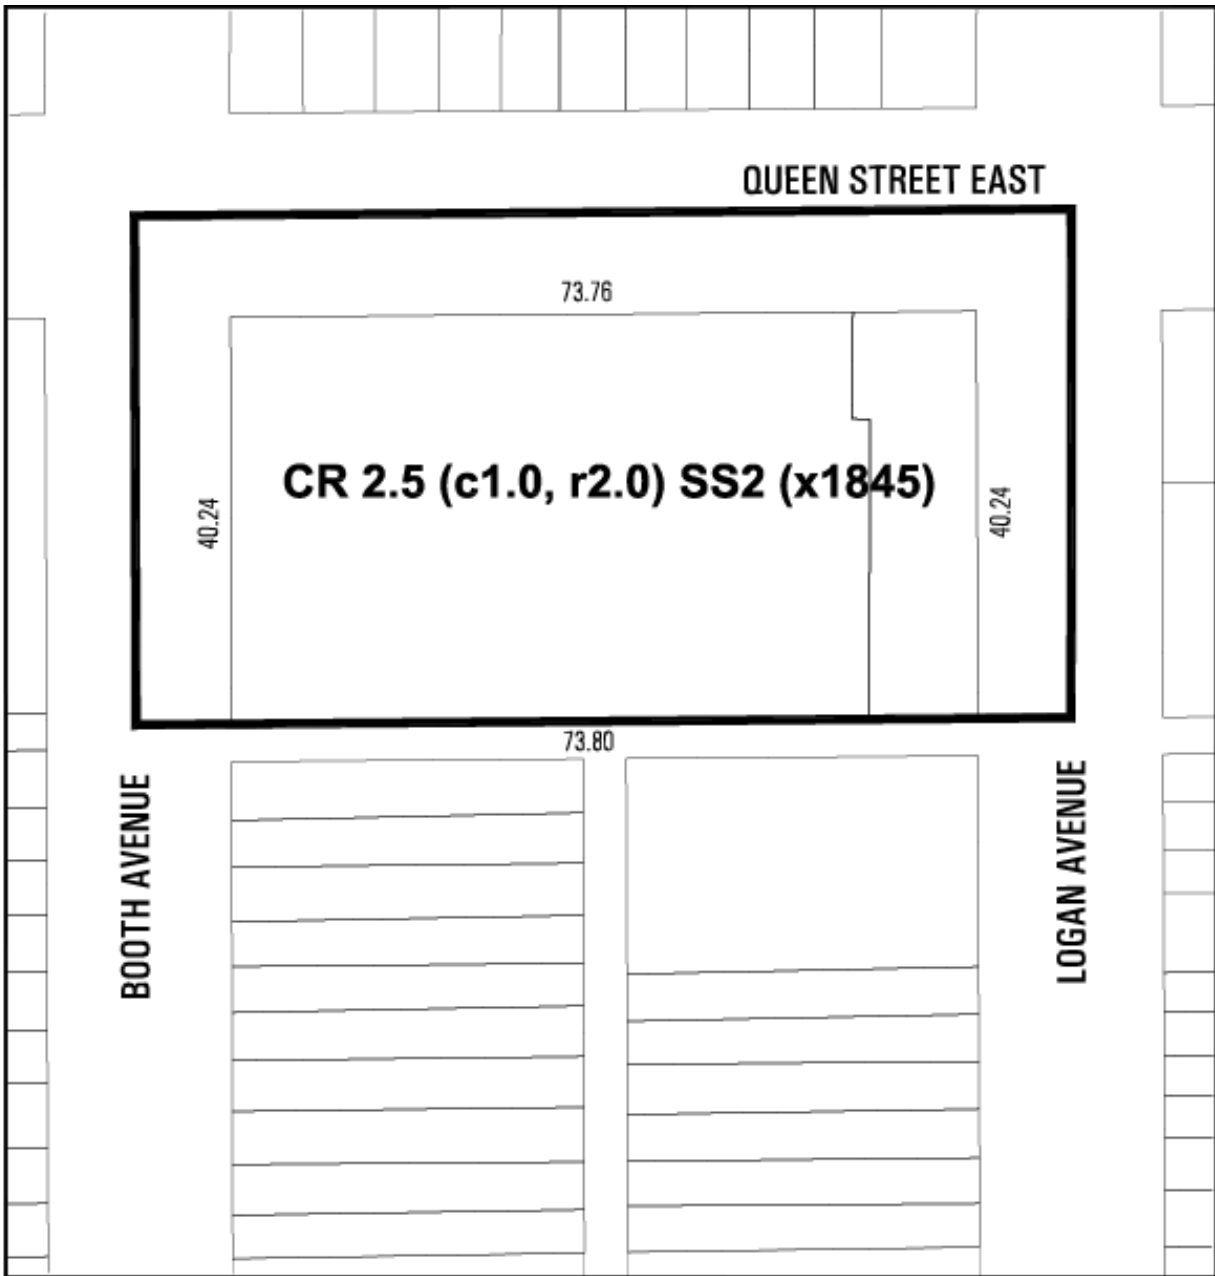 QUEEN STREET EAST
73.76
CR 2.5 (c1.0, r2.0) SS2 (x1845)
40.24
40.24
73.80
BOOTH AVENUE
LOGAN AVENUE